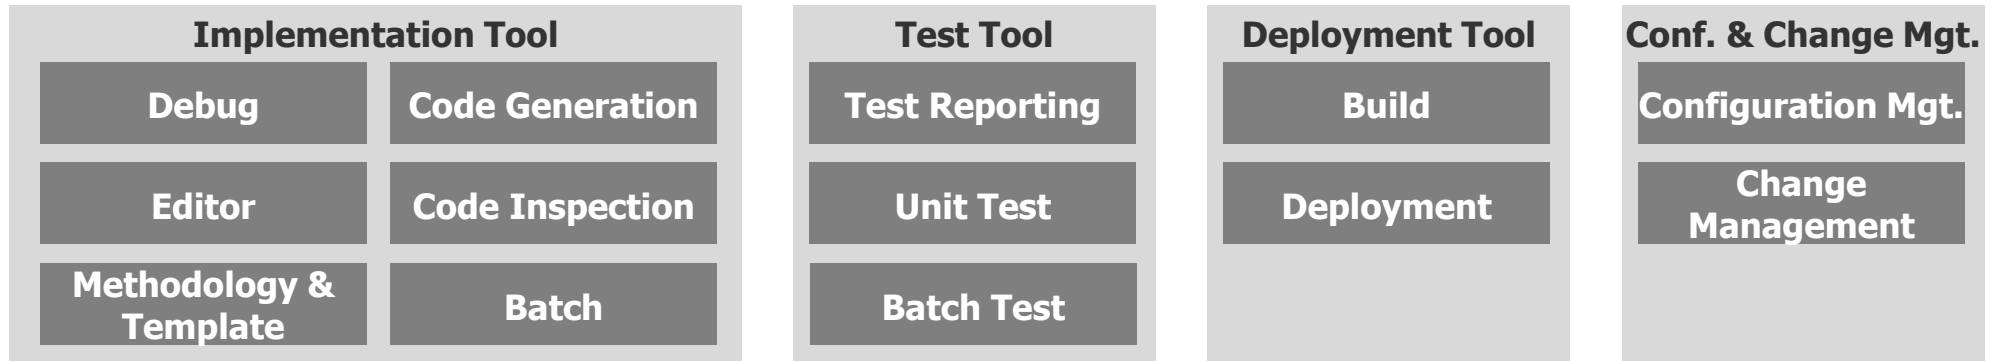 Implementation Tool
Debug
Code Generation
Editor
Code Inspection
Methodology &
Template
Batch
Test Tool
Test Reporting
Unit Test
Batch Test
Deployment Tool
Build
Deployment
Conf. & Change Mgt.
Configuration Mgt.
Change
Management